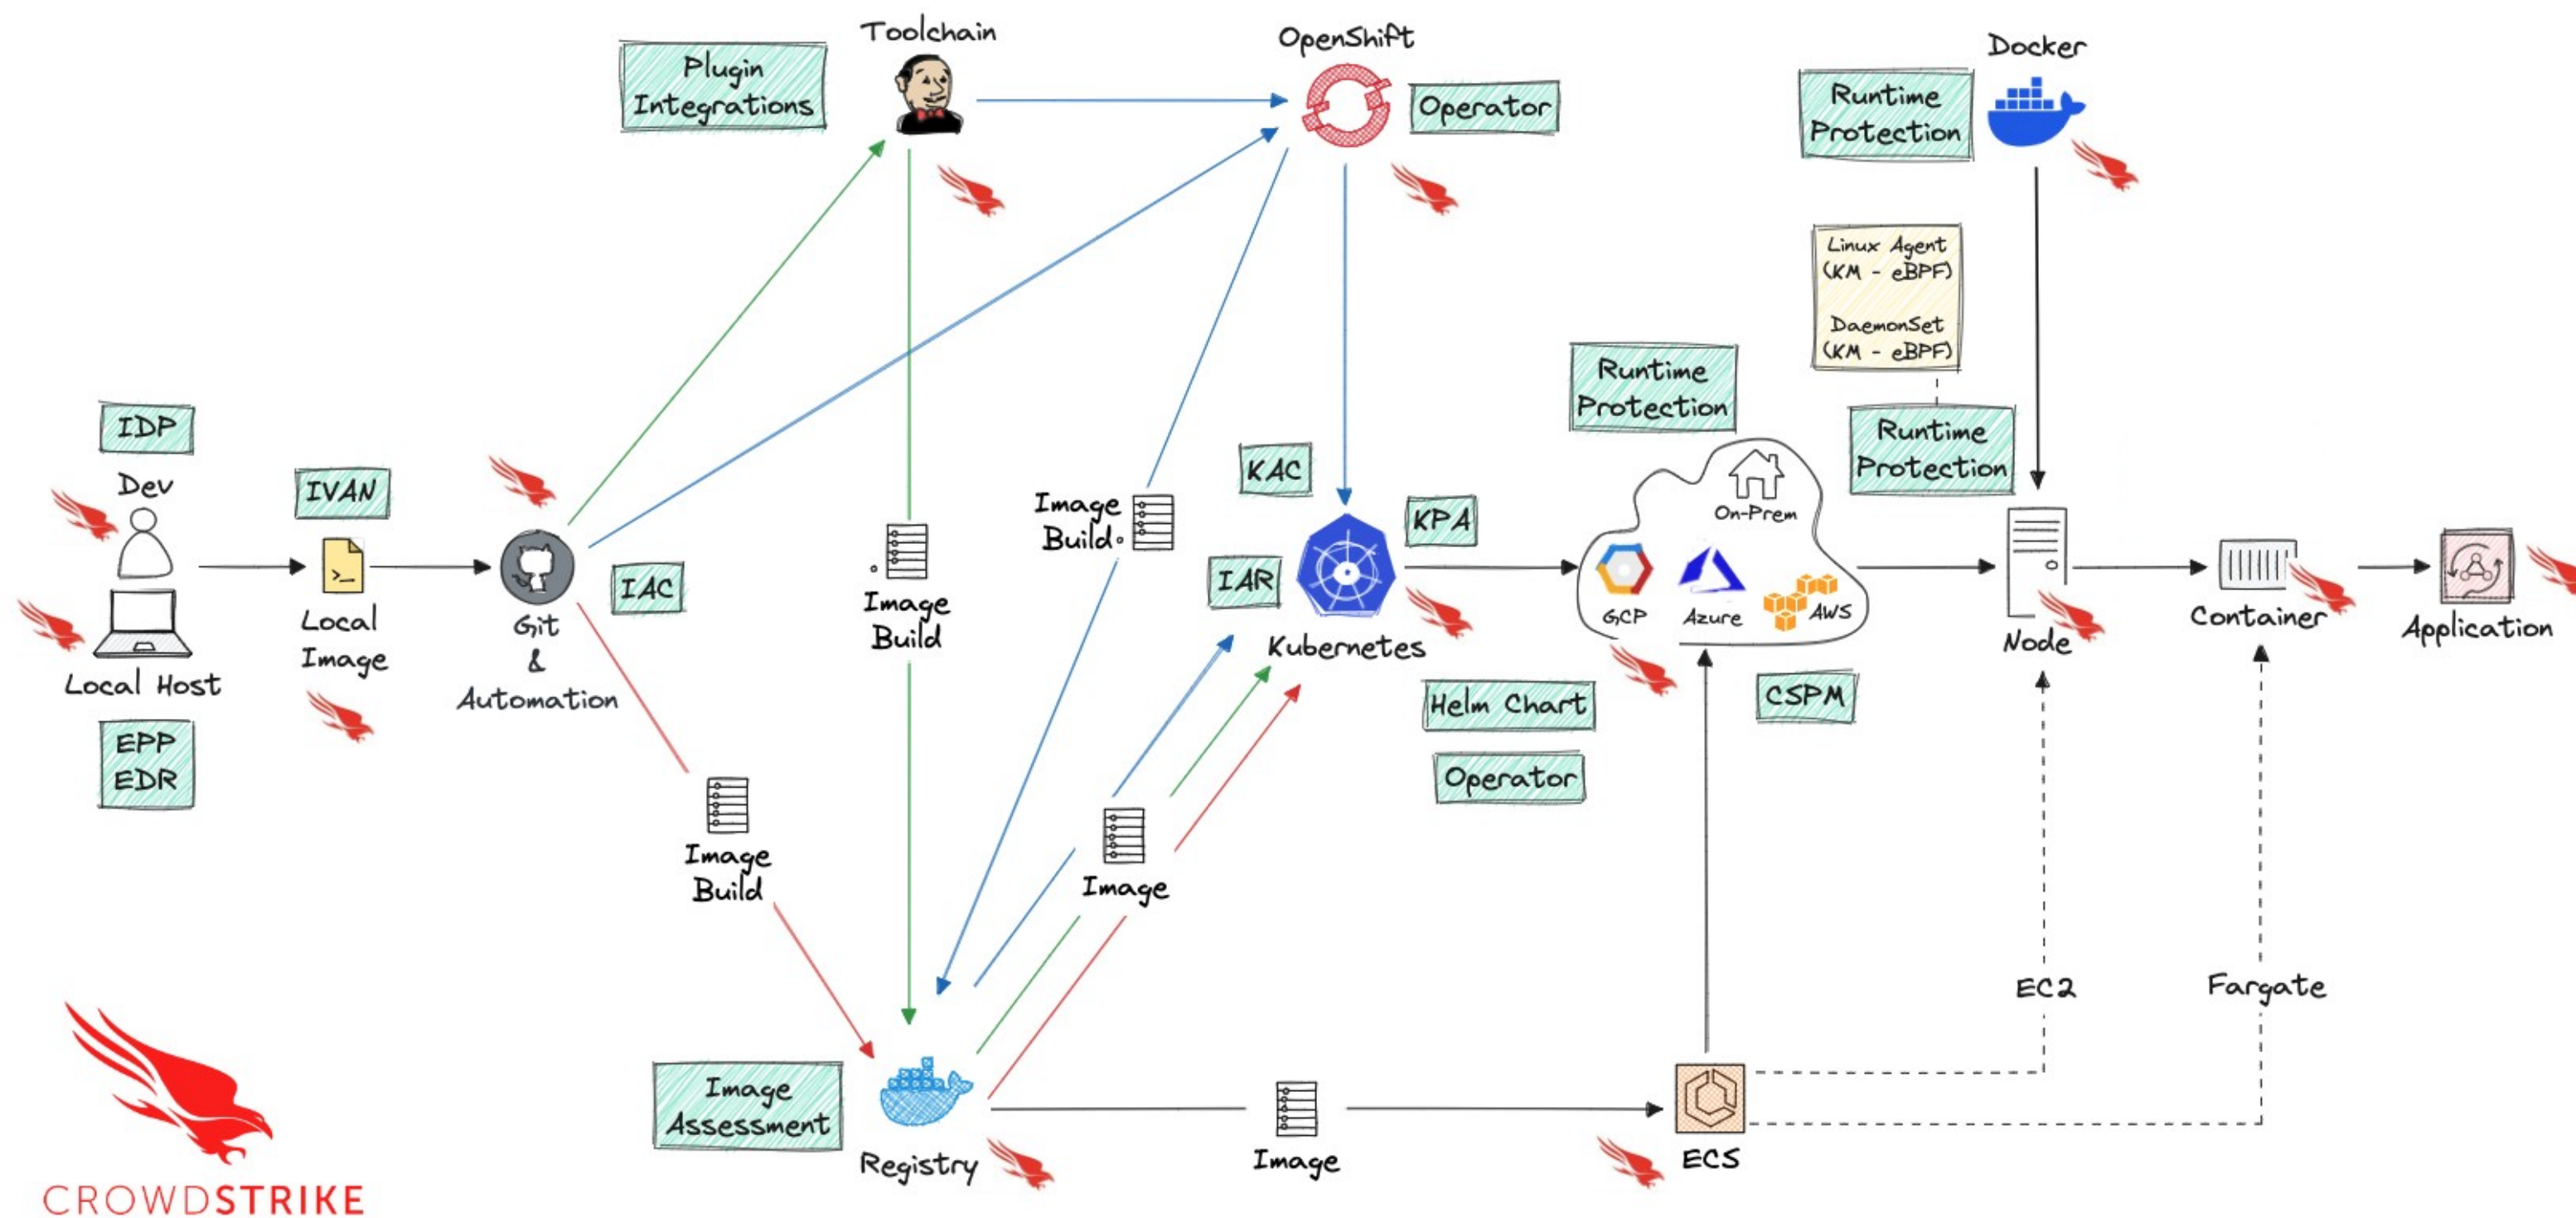 Toolchain
Plugin
Integrations
OpenShift
Operator
Docker
Runtime
Protection
Linux Agent
(KM - eBPF)
DaemonSet
(KM - eBPF)
Runtime
Protection
Runtime
Protection
IDP
Dev
Local Host
EPP
EDR
IVAN
Local
Image
Git
&
Automation
IAC
Image
Build
Image
Build
Image
Build
KAC
IAR
KPA
Kubernetes
Helm Chart
Operator
On-Prem
GCP
Azure
AWS
CSPM
Node
Container
Application
Image
EC2
Fargate
Image
Assessment
Registry
Image
ECS
CROWDSTRIKE